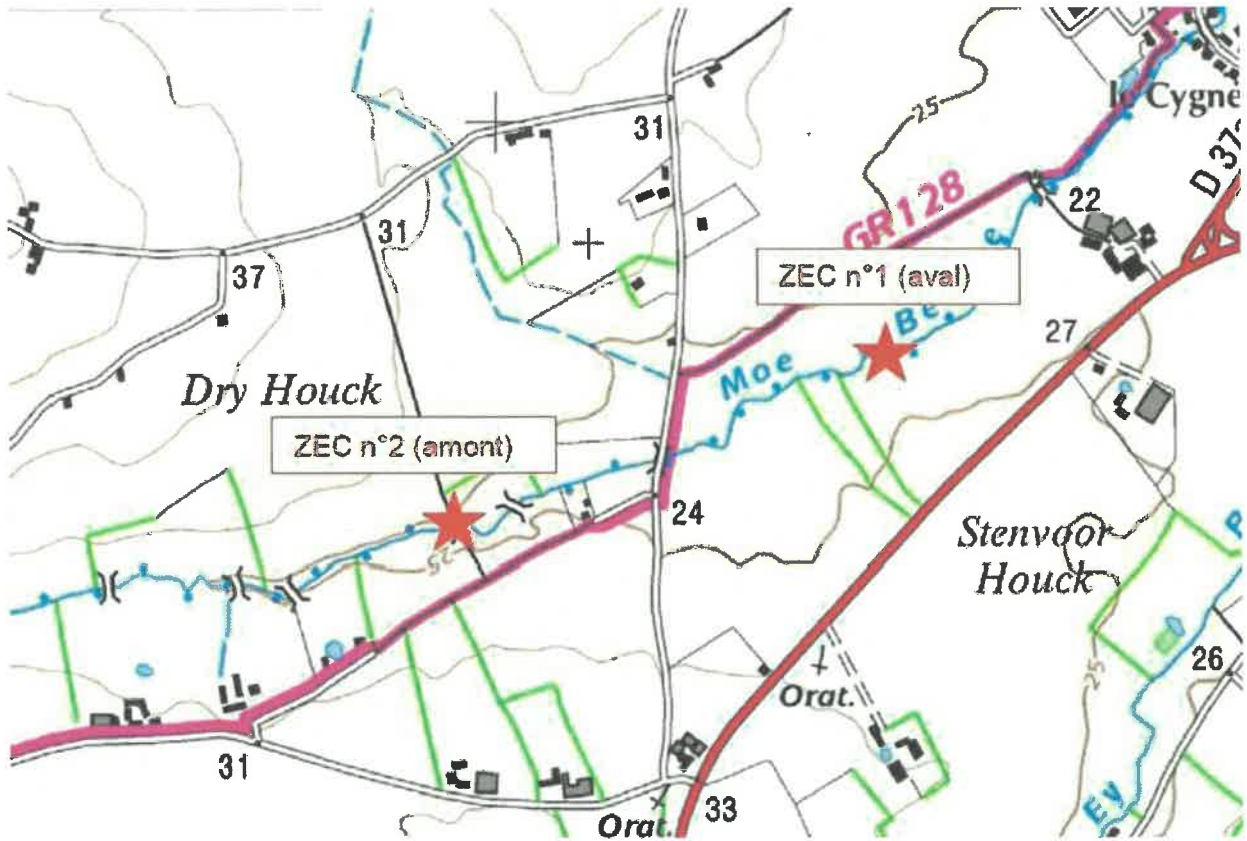 le Cygne
31
25
D 37
22
31
GR128
37
ZEC n°1 (aval)
27
Be
Moe
Dry Houck
ZEC n°2 (amont)
24
Stenvoor
Houck
25
26
25
Orat.
31
33
Ey
Orat.